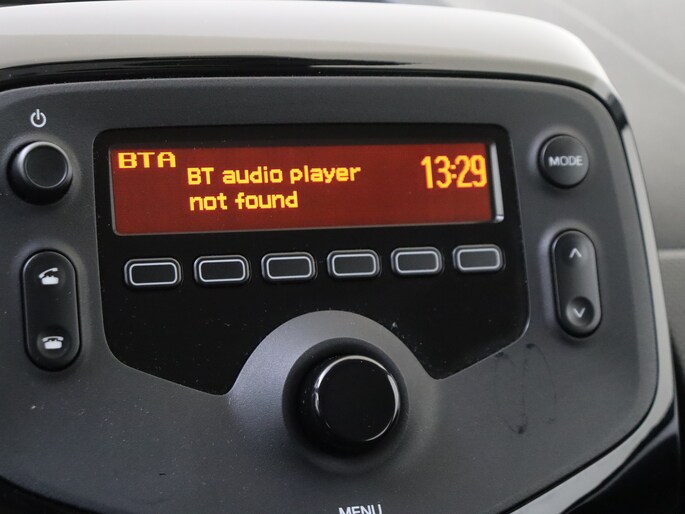 BTA
BT audio player
not found
13:29
MODE
MENU